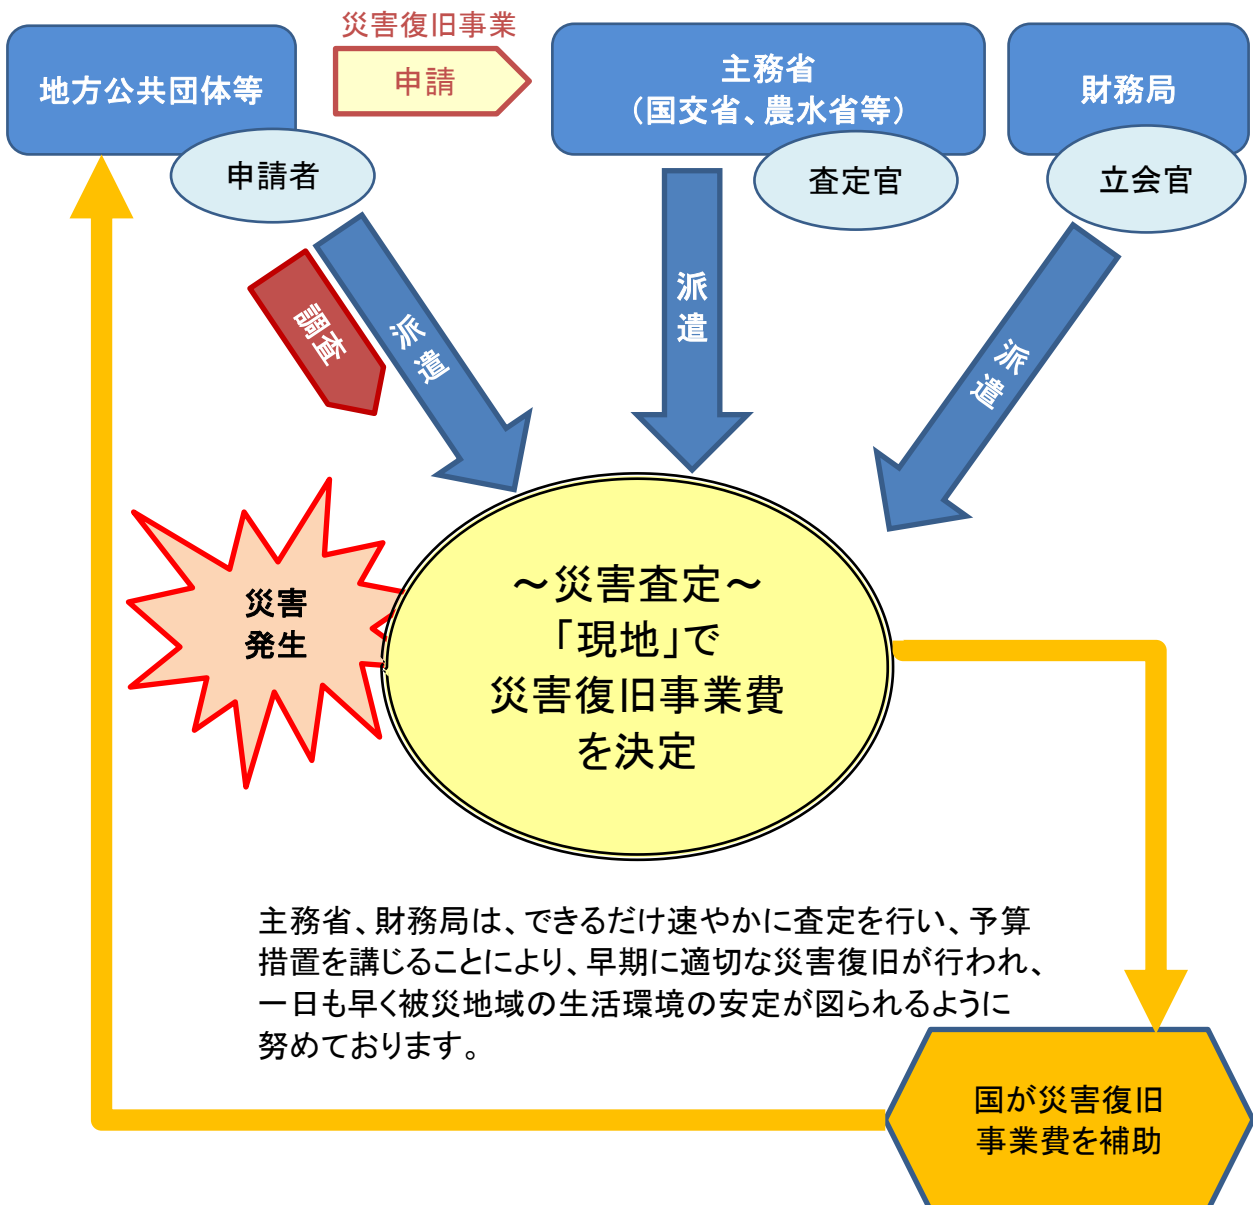 災害復旧事業
申請
地方公共団体等
申請者
主務省
(国交省、農水省等)
査定官
財務局
立会官
調査
派遣
派遣
派遣
災害
発生
～災害査定～
「現地」で
災害復旧事業費
を決定
主務省、財務局は、できるだけ速やかに査定を行い、予算
措置を講じることにより、早期に適切な災害復旧が行われ、
一日も早く被災地域の生活環境の安定が図られるように
努めております。
国が災害復旧
事業費を補助